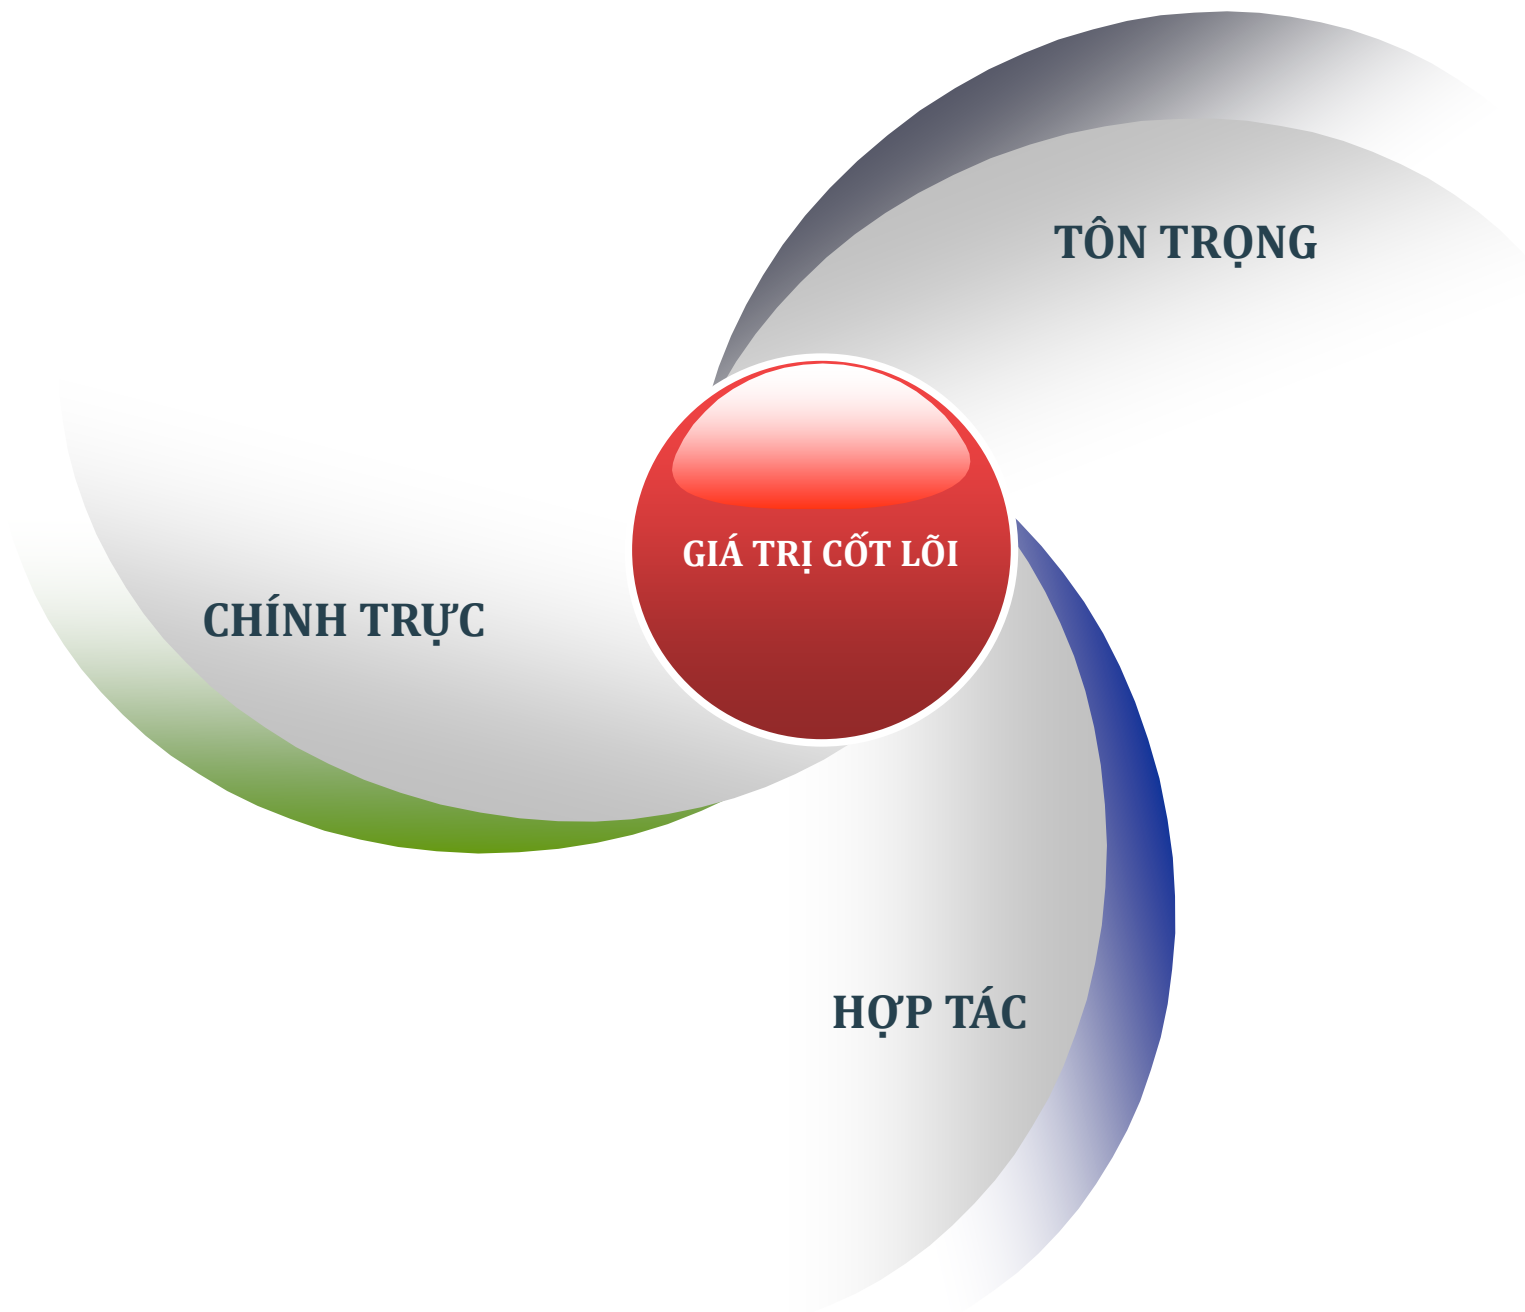 TÔN TRỌNG
GIÁ TRỊ CỐT LÕI
CHÍNH TRỰC
HỢP TÁC